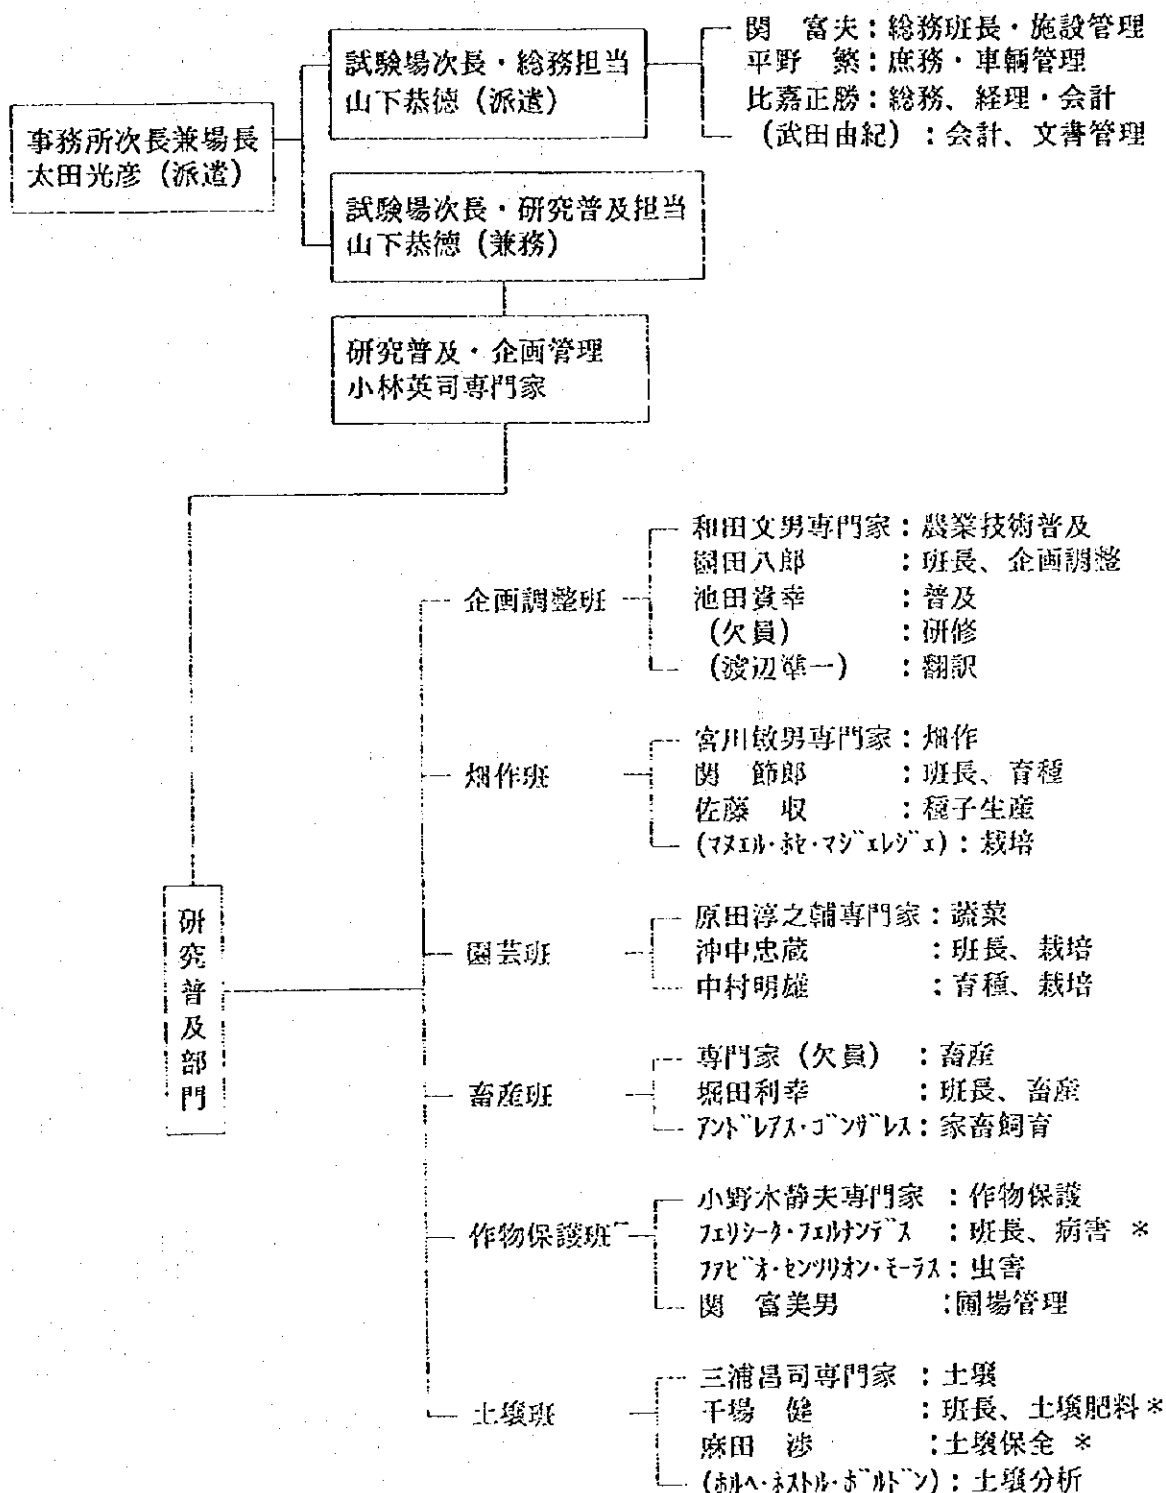 関　富夫：総務班長・施設管理
試験場次長・総務担当
平野　繁：庶務・車輌管理
山下恭徳（派遣）
比嘉正勝：総務、経理・会計
（武田由紀）：会計、文書管理
事務所次長兼場長
太田光彦（派遣）
試験場次長・研究普及担当
山下恭徳（兼務）
研究普及・企画管理
小林英司専門家
研究普及部門
企画調整班
和田文男専門家：農業技術普及
園田八郎　　　：班長、企画調整
池田貴幸　　　：普及
（欠員）　　　：研修
（渡辺準一）　：翻訳
畑作班
宮川敏男専門家：畑作
関　節郎　　　：班長、育種
佐藤　収　　　：種子生産
(ﾏﾇｴﾙ･ﾎｾ･ﾏｼﾞｪﾚｼﾞｪ)：栽培
園芸班
原田淳之輔専門家：蔬菜
沖中忠蔵　　　　：班長、栽培
中村明雄　　　　：育種、栽培
畜産班
専門家（欠員）　：畜産
堀田利幸　　　　：班長、畜産
ｱﾝﾄﾞﾚｱｽ･ｺﾞﾝｻﾞﾚｽ：家畜飼育
作物保護班
小野木静夫専門家　：作物保護
ﾌｪﾘｼｰﾀ･ﾌｪﾙﾅﾝﾃﾞｽ　：班長、病害 *
ﾌｧﾋﾞｵ･ｾﾝﾂﾘｵﾝ･ﾓｰﾗｽ：虫害
関　富美男　　　　：圃場管理
土壌班
三浦昌司専門家　：土壌
干場　健　　　　：班長、土壌肥料 *
麻田　渉　　　　：土壌保全 *
(ﾎﾙﾍ･ﾈｽﾄﾙ･ﾎﾞﾙﾄﾞﾝ)：土壌分析